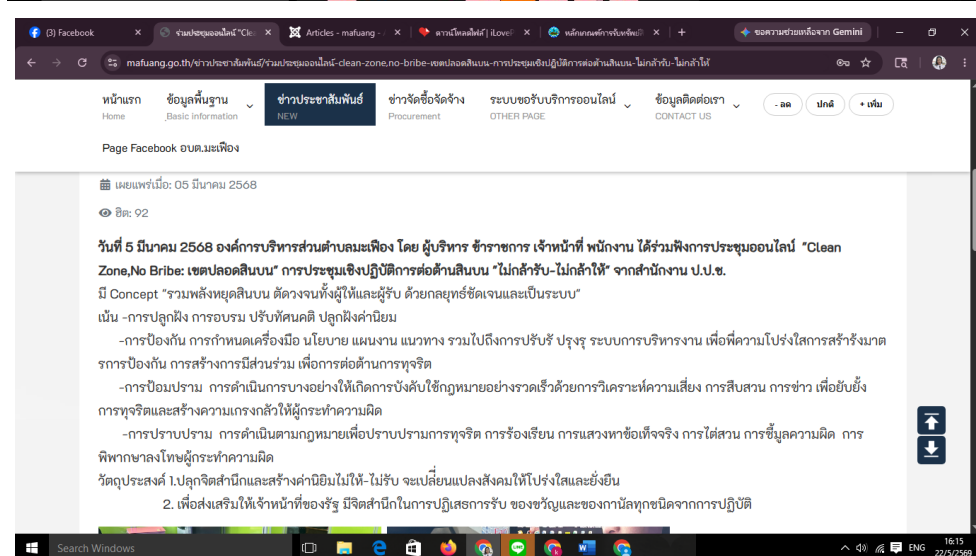 (3) Facebook
ร่วมประชุมออนไลน์ "Cle
Articles - mafuang -
ดาวน์โหลดไฟล์ | iLoveP
หลักเกณฑ์การรับทรัพย์
ขอความช่วยเหลือจาก Gemini
mafuang.go.th/ข่าวประชาสัมพันธ์/ร่วมประชุมออนไลน์-clean-zone,no-bribe-เขตปลอดสินบน-การประชุมเชิงปฏิบัติการต่อต้านสินบน-ไม่กล้ารับ-ไม่กล้าให้
หน้าแรก ข้อมูลพื้นฐาน ข่าวประชาสัมพันธ์ ข่าวจัดซื้อจัดจ้าง ระบบขอรับบริการออนไลน์ ข้อมูลติดต่อเรา - ลด ปกติ + เพิ่ม
Home Basic information NEW Procurement OTHER PAGE CONTACT US
Page Facebook อบต.มะเฟือง
เผยแพร่เมื่อ: 05 มีนาคม 2568
ฮิต: 92
วันที่ 5 มีนาคม 2568 องค์การบริหารส่วนตำบลมะเฟือง โดย ผู้บริหาร ข้าราชการ เจ้าหน้าที่ พนักงาน ได้ร่วมฟังการประชุมออนไลน์ "Clean
Zone,No Bribe: เขตปลอดสินบน" การประชุมเชิงปฏิบัติการต่อต้านสินบน "ไม่กล้ารับ-ไม่กล้าให้" จากสำนักงาน ป.ป.ช.
มี Concept "รวมพลังหยุดสินบน ตัดวงจนทั้งผู้ให้และผู้รับ ด้วยกลยุทธ์ชัดเจนและเป็นระบบ"
เน้น -การปลูกฝัง การอบรม ปรับทัศนคติ ปลูกฝังค่านิยม
-การป้องกัน การกำหนดเครื่องมือ นโยบาย แผนงาน แนวทาง รวมไปถึงการปรับรั ปรุงรุ ระบบการบริหารงาน เพื่อพี่ความโปร่งใสการสร้ารังมาต
รการป้องกัน การสร้างการมีส่วนร่วม เพื่อการต่อต้านการทุจริต
-การป้อมปราม การดำเนินการบางอย่างให้เกิดการบังคับใช้กฎหมายอย่างรวดเร็วด้วยการวิเคราะห์ความเสี่ยง การสืบสวน การข่าว เพื่อยับยั้ง
การทุจริตและสร้างความเกรงกลัวให้ผู้กระทำความผิด
-การปราบปราม การดำเนินตามกฎหมายเพื่อปราบปรามการทุจริต การร้องเรียน การแสวงหาข้อเท็จจริง การไต่สวน การชี้มูลความผิด การ
พิพากษาลงโทษผู้กระทำความผิด
วัตถุประสงค์ 1.ปลุกจิตสำนึกและสร้างค่านิยิมไม่ให้-ไม่รับ จะเปลี่ยนแปลงสังคมให้โปร่งใสและยั่งยืน
2. เพื่อส่งเสริมให้เจ้าหน้าที่ของรัฐ มีจิตสำนึกในการปฏิเสธการรับ ของขวัญและของกานัลทุกชนิดจากการปฏิบัติ
Search Windows
ENG
16:15
22/5/2569